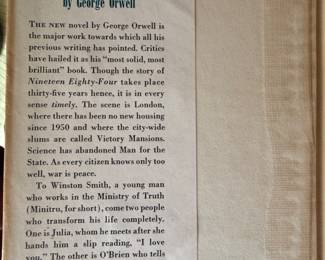 by George Orwell
THE NEW novel by George Orwell is
the major work towards which all his
previous writing has pointed. Critics
have hailed it as his "most solid, most
brilliant" book. Though the story of
Nineteen Eighty-Four takes place
thirty-five years hence, it is in every
sense timely. The scene is London,
where there has been no new housing
since 1950 and where the city-wide
slums are called Victory Mansions.
Science has abandoned Man for the
State. As every citizen knows only too
well, war is peace.
To Winston Smith, a young man
who works in the Ministry of Truth
(Minitru, for short), come two people
who transform his life completely.
One is Julia, whom he meets after she
hands him a slip reading, "I love
you." The other is O'Brien who tells